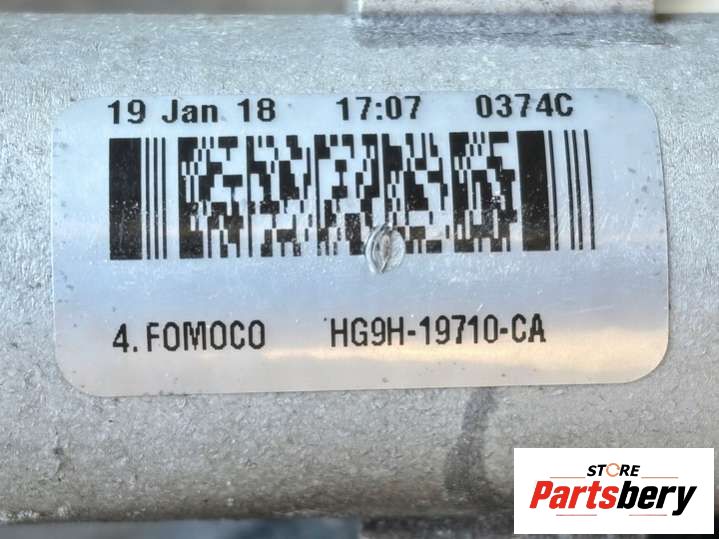 19 Jan 18 17:07 0374C
4. FOMOCO HG9H-19710-CA
STORE
Partsbery